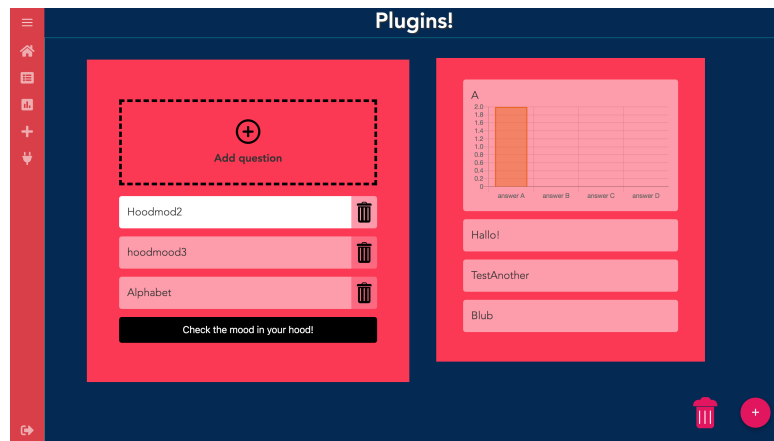 Plugins!
Add question
Hoodmod2
hoodmood3
Alphabet
Check the mood in your hood!
A
2.0
1.8
1.6
1.4
1.2
1.0
0.8
0.6
0.4
0.2
0
answer A answer B answer C answer D
Hallo!
TestAnother
Blub